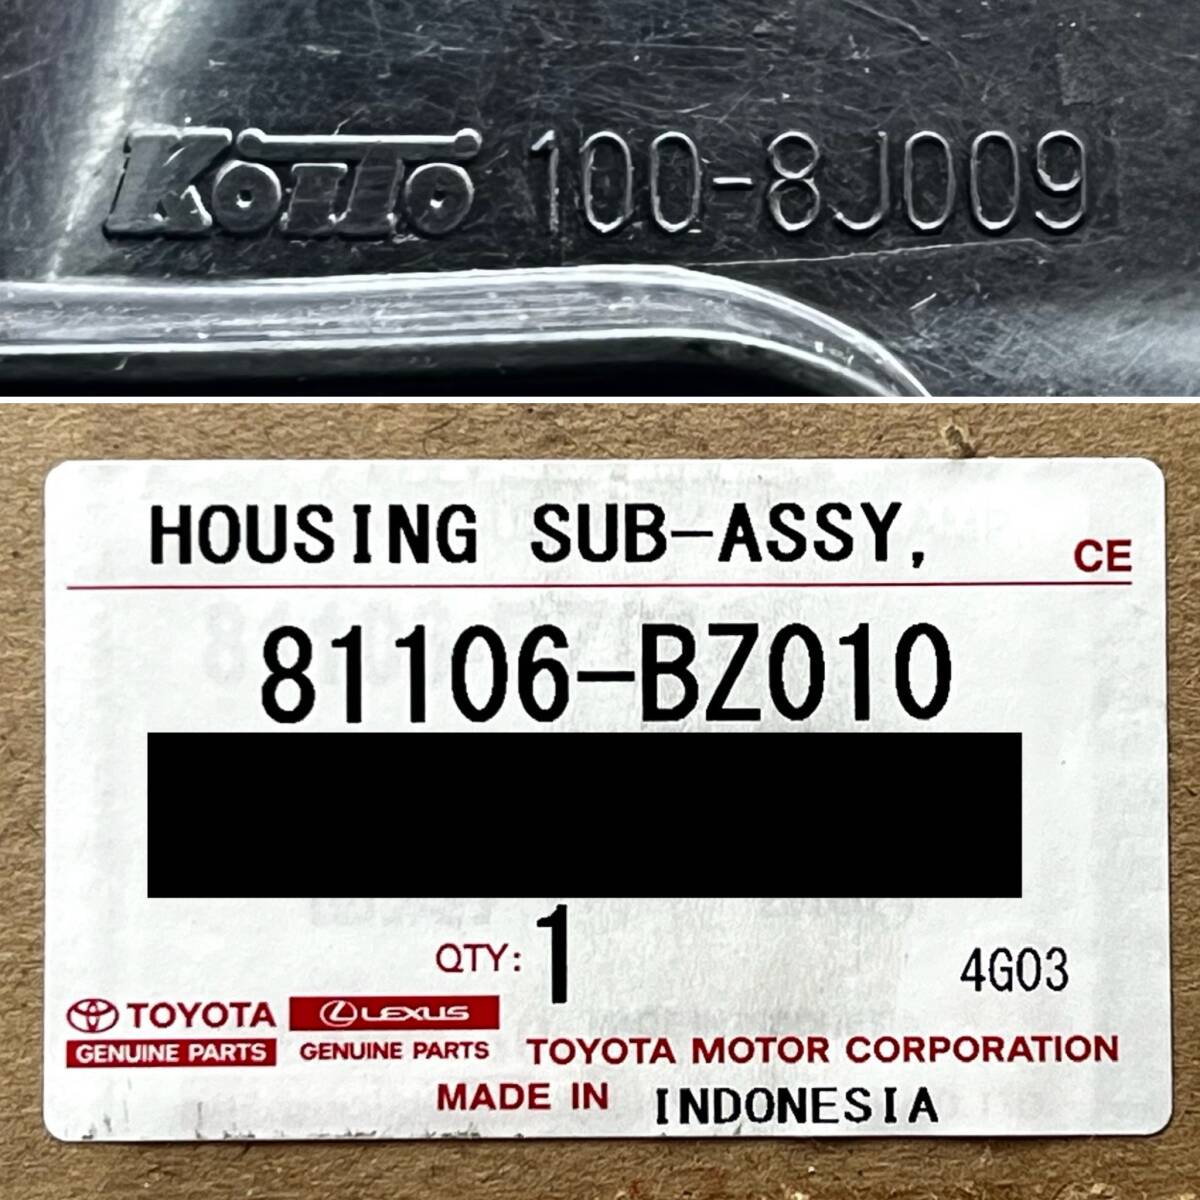 KOITO 100-8J009
HOUSING SUB-ASSY,
CE
81106-BZ010
QTY: 1
4G03
TOYOTA
GENUINE PARTS
LEXUS
GENUINE PARTS
TOYOTA MOTOR CORPORATION
MADE IN INDONESIA